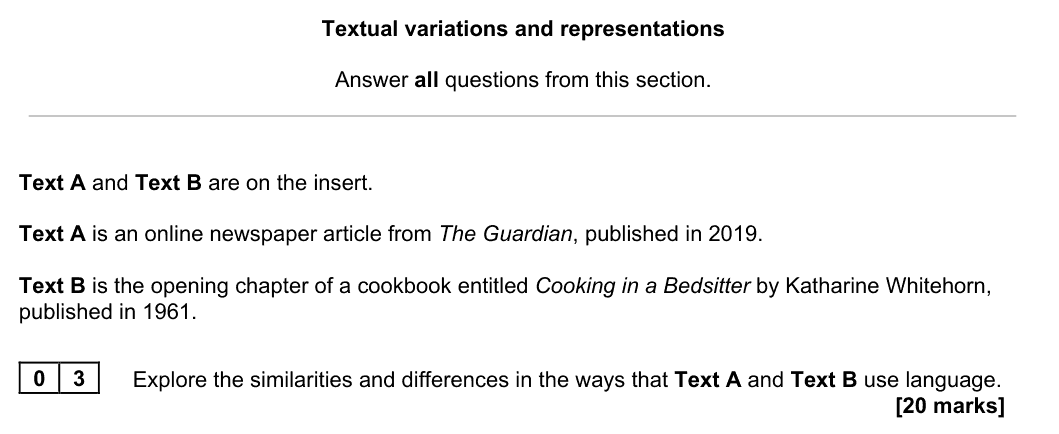 Textual variations and representations
Answer all questions from this section.
Text A and Text B are on the insert.
Text A is an online newspaper article from The Guardian, published in 2019.
Text B is the opening chapter of a cookbook entitled Cooking in a Bedsitter by Katharine Whitehorn,
published in 1961.
0 3 Explore the similarities and differences in the ways that Text A and Text B use language.
[20 marks]